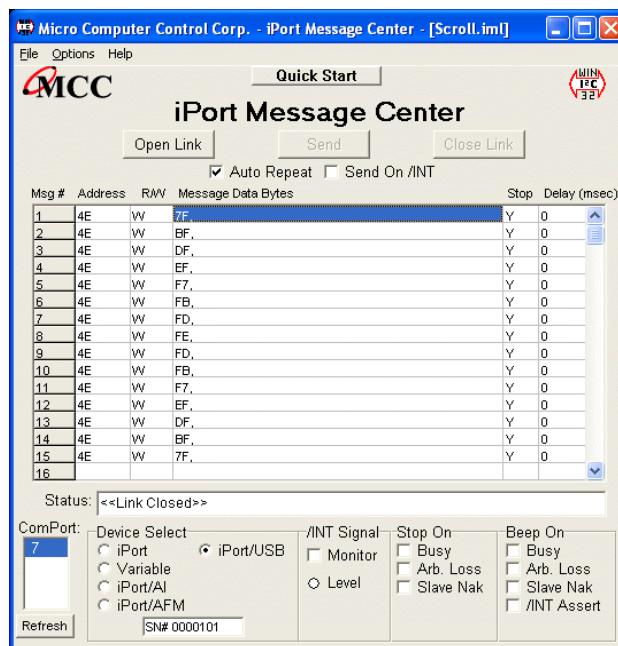 Micro Computer Control Corp. - iPort Message Center - [Scroll.iml]
File Options Help
MCC
Quick Start
WIN
I²C
32
iPort Message Center
Open Link Send Close Link
Auto Repeat Send On /INT
Msg # Address R/W Message Data Bytes Stop Delay (msec)
1 4E W 7F, Y 0
2 4E W BF, Y 0
3 4E W DF, Y 0
4 4E W EF, Y 0
5 4E W F7, Y 0
6 4E W FB, Y 0
7 4E W FD, Y 0
8 4E W FE, Y 0
9 4E W FD, Y 0
10 4E W FB, Y 0
11 4E W F7, Y 0
12 4E W EF, Y 0
13 4E W DF, Y 0
14 4E W BF, Y 0
15 4E W 7F, Y 0
16
Status: <<Link Closed>>
ComPort: Device Select /INT Signal Stop On Beep On
7 iPort iPort/USB Monitor Busy Busy
Variable Arb. Loss Arb. Loss
iPort/AI Level Slave Nak Slave Nak
iPort/AFM /INT Assert
Refresh SN# 0000101